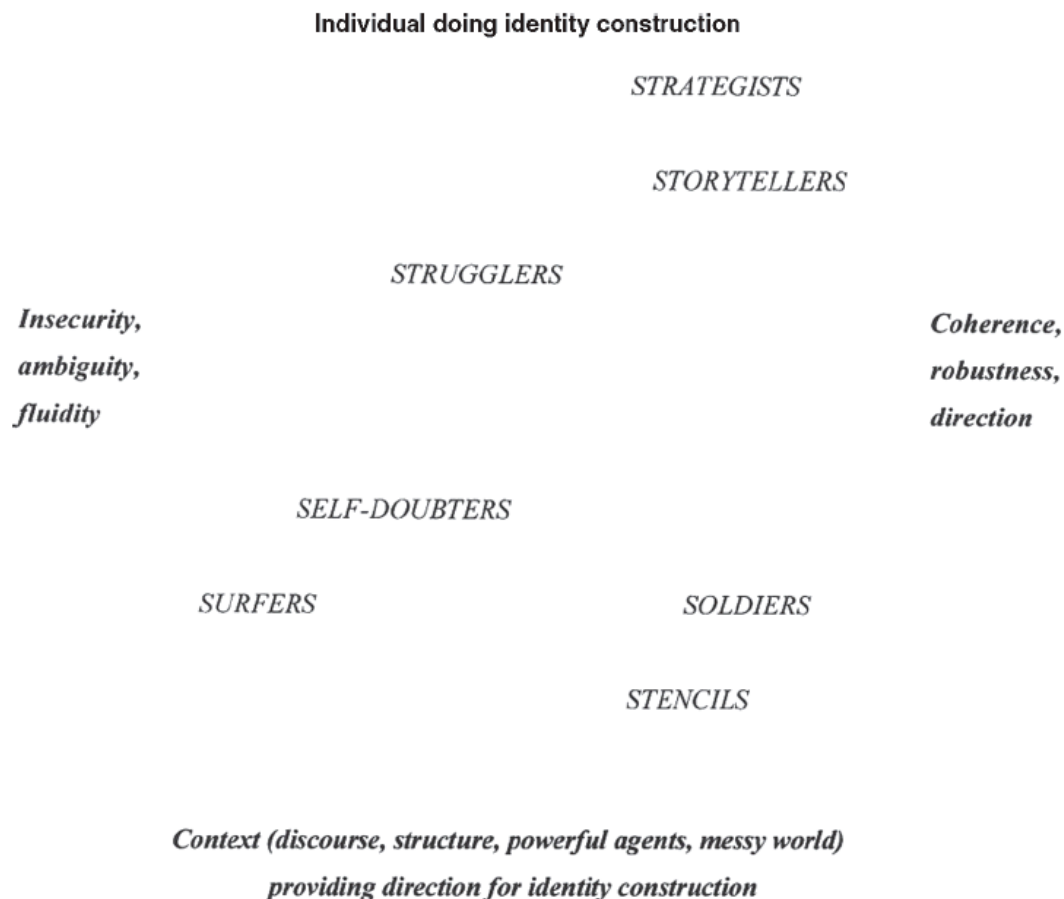 Individual doing identity construction
STRATEGISTS
STORYTELLERS
STRUGGLERS
Insecurity,
ambiguity,
fluidity
Coherence,
robustness,
direction
SELF-DOUBTERS
SURFERS
SOLDIERS
STENCILS
Context (discourse, structure, powerful agents, messy world)
providing direction for identity construction